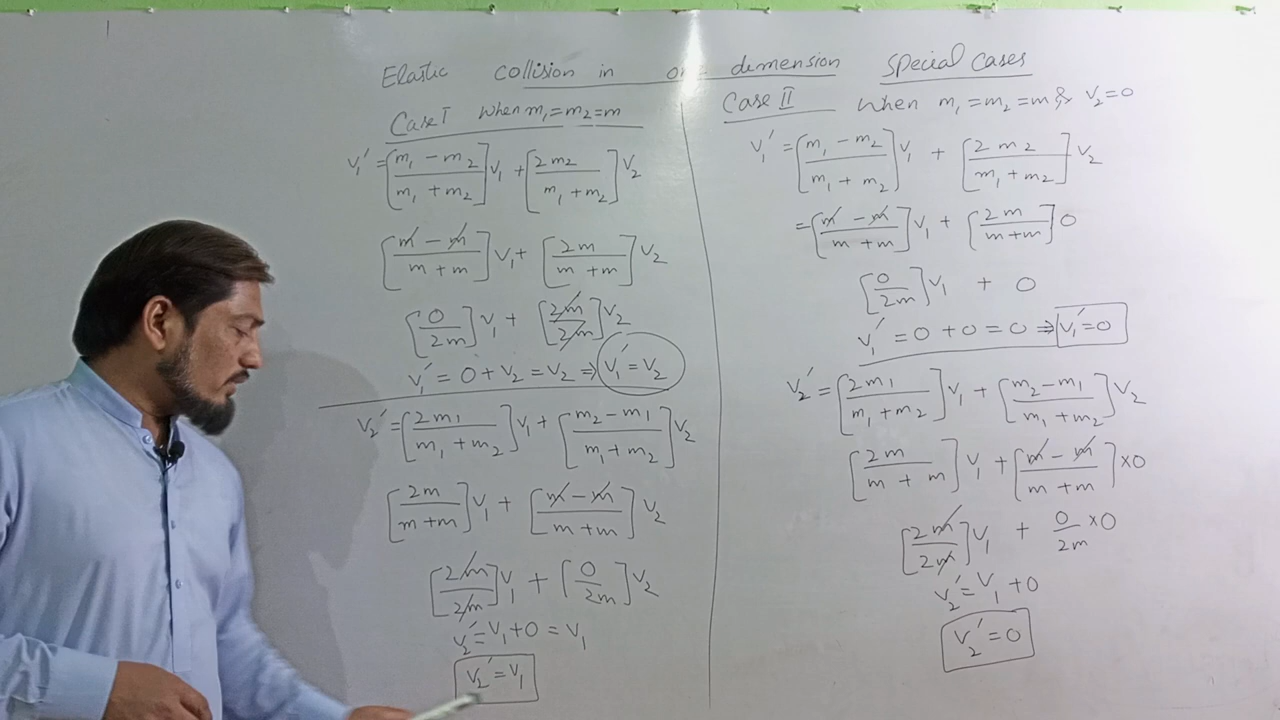 Elastic collision in one dimension Special Cases
Case I When m₁=m₂=m
v₁' = [(m₁ - m₂)/(m₁ + m₂)]v₁ + [2m₂/(m₁ + m₂)]v₂
[(m - m)/(m + m)]v₁ + [2m/(m + m)]v₂
[0/2m]v₁ + [2m/2m]v₂
v₁' = 0 + v₂ = v₂ ⇒ v₁' = v₂
v₂' = [2m₁/(m₁ + m₂)]v₁ + [(m₂ - m₁)/(m₁ + m₂)]v₂
[2m/(m + m)]v₁ + [(m - m)/(m + m)]v₂
[2m/2m]v₁ + [0/2m]v₂
v₂' = v₁ + 0 = v₁
v₂' = v₁
Case II When m₁=m₂=m & v₂=0
v₁' = [(m₁ - m₂)/(m₁ + m₂)]v₁ + [2m₂/(m₁ + m₂)]v₂
= [(m - m)/(m + m)]v₁ + [2m/(m + m)]0
[0/2m]v₁ + 0
v₁' = 0 + 0 = 0 ⇒ v₁' = 0
v₂' = [2m₁/(m₁ + m₂)]v₁ + [(m₂ - m₁)/(m₁ + m₂)]v₂
[2m/(m + m)]v₁ + [(m - m)/(m + m)]×0
[2m/2m]v₁ + 0/2m ×0
v₂' = v₁ + 0
v₂' = 0